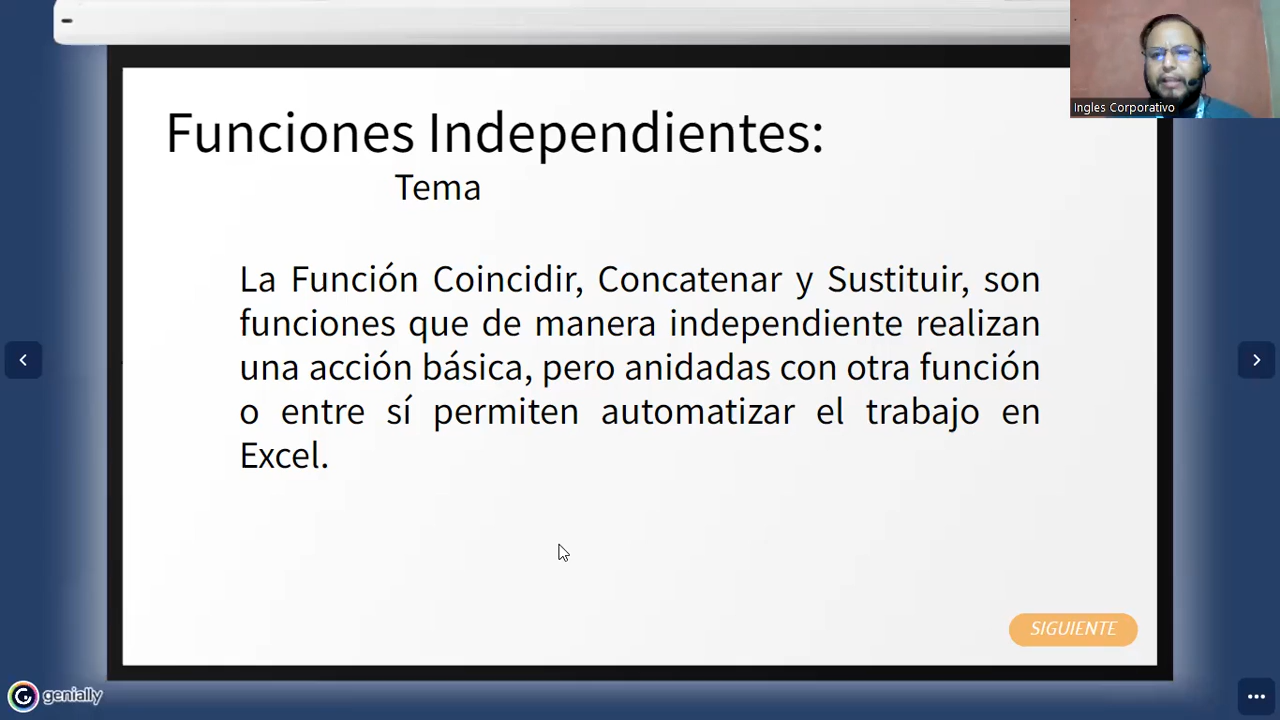 Ingles Corporativo
Funciones Independientes:
Tema
La Función Coincidir, Concatenar y Sustituir, son
funciones que de manera independiente realizan
una acción básica, pero anidadas con otra función
o entre sí permiten automatizar el trabajo en
Excel.
SIGUIENTE
genially